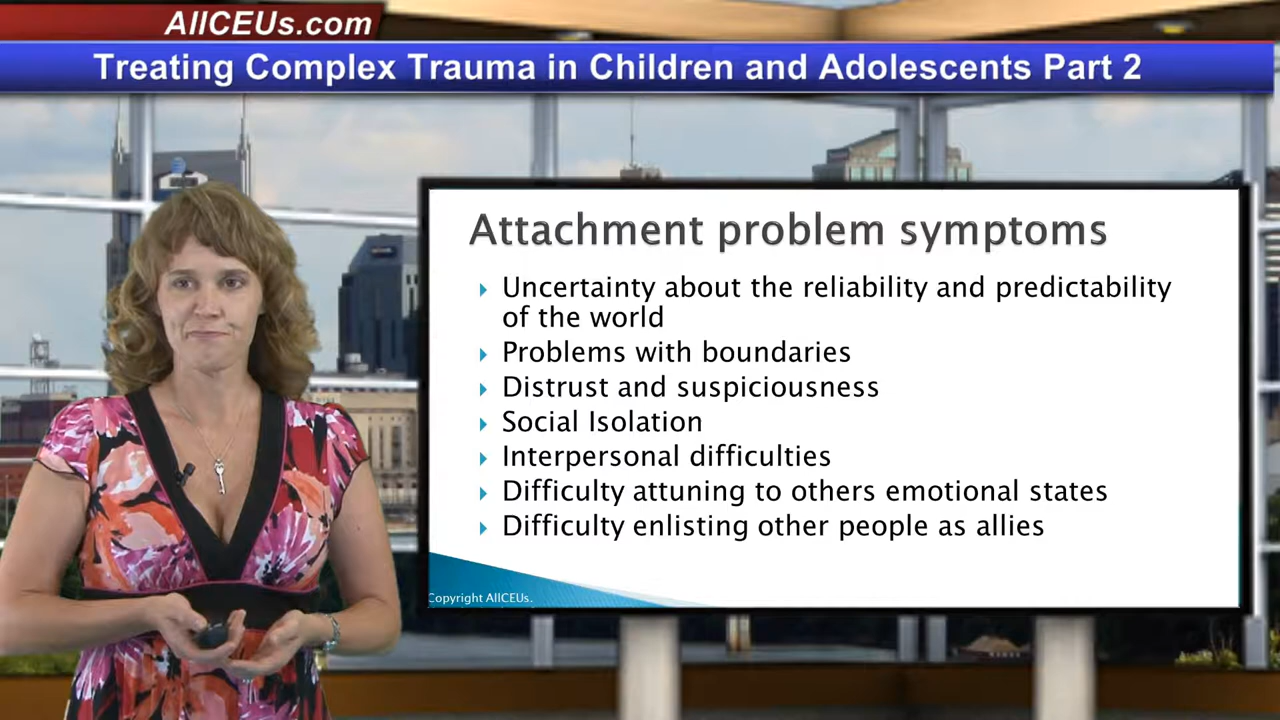 AllCEUs.com
Treating Complex Trauma in Children and Adolescents Part 2
Attachment problem symptoms
Uncertainty about the reliability and predictability
of the world
Problems with boundaries
Distrust and suspiciousness
Social Isolation
Interpersonal difficulties
Difficulty attuning to others emotional states
Difficulty enlisting other people as allies
Copyright AllCEUs.